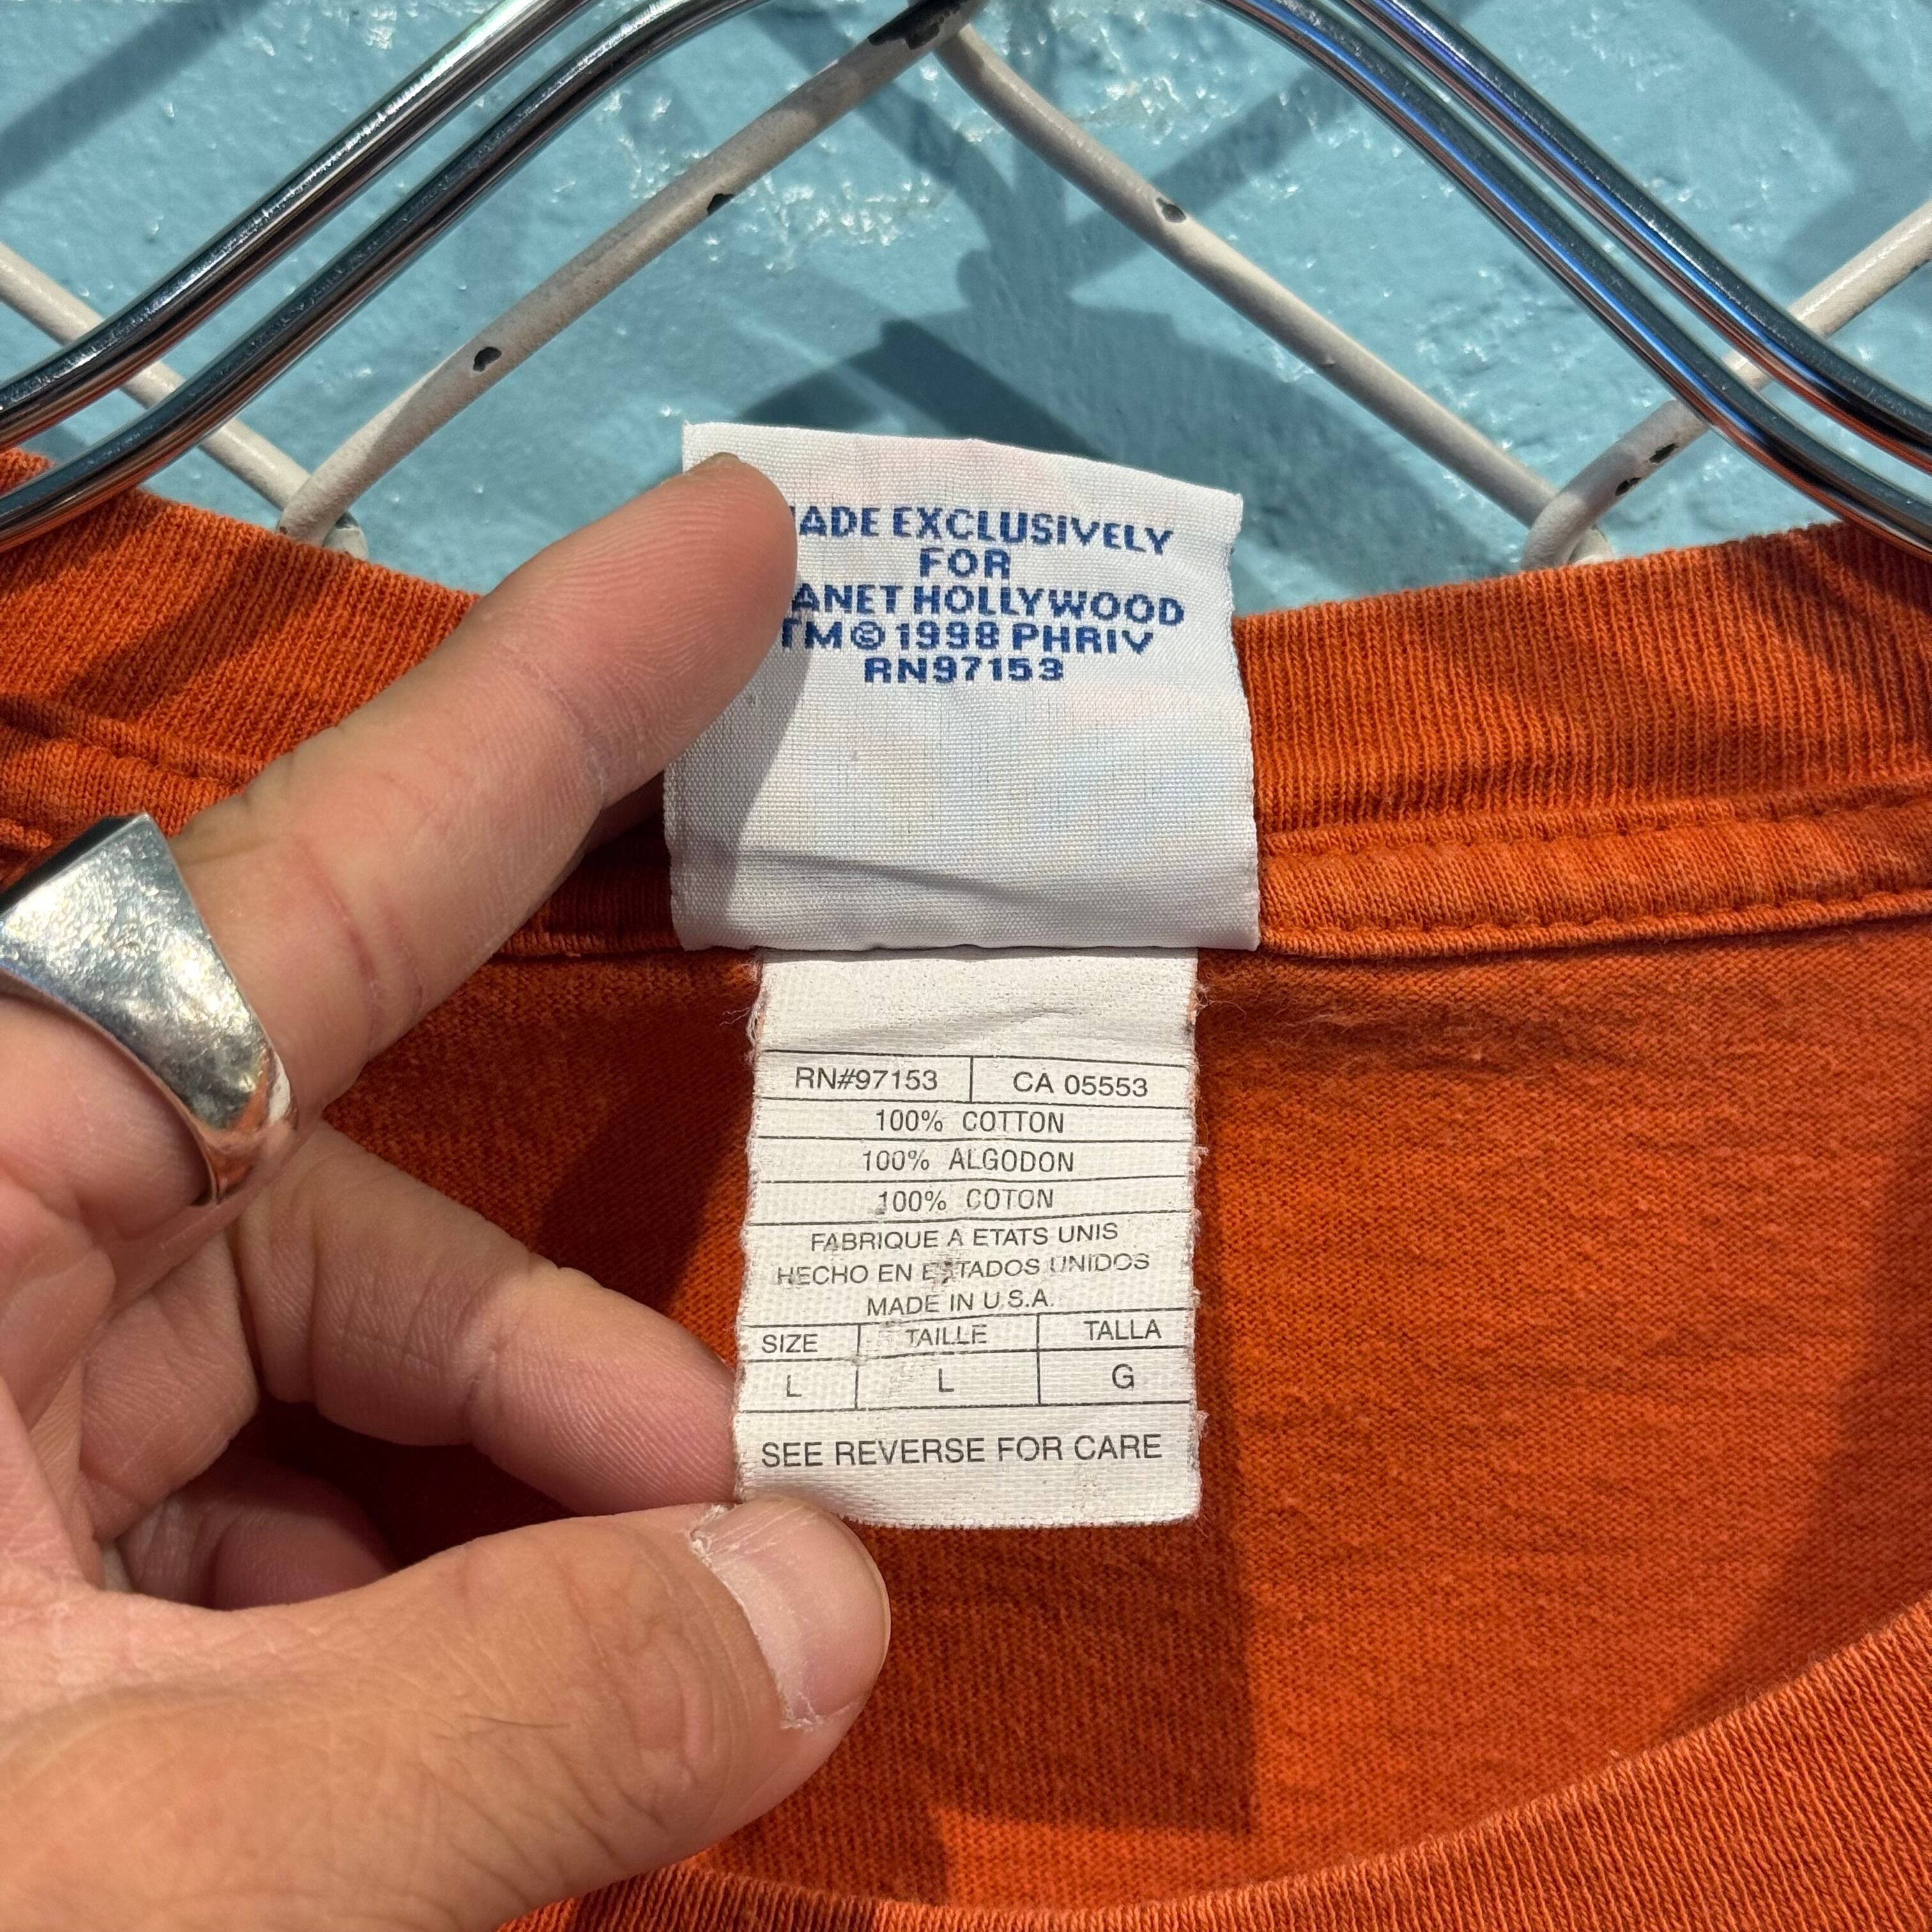 ADE EXCLUSIVELY
FOR
ANET HOLLYWOOD
TM © 1998 PHRIV
RN97153
RN#97153 CA 05553
100% COTTON
100% ALGODON
100% COTON
FABRIQUE A ETATS UNIS
HECHO EN ESTADOS UNIDOS
MADE IN U.S.A.
SIZE TAILLE TALLA
L L G
SEE REVERSE FOR CARE